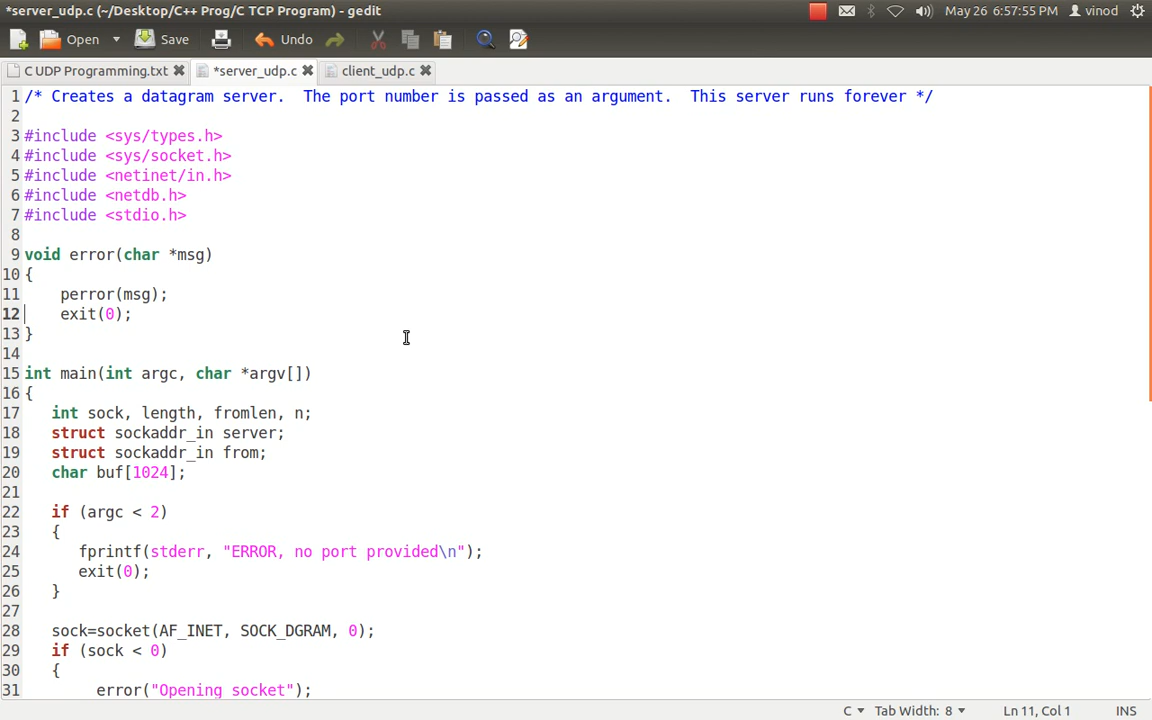 *server_udp.c (~/Desktop/C++ Prog/C TCP Program) - gedit
May 26 6:57:55 PM vinod
Open Save Undo
C UDP Programming.txt *server_udp.c client_udp.c
1 /* Creates a datagram server.  The port number is passed as an argument.  This server runs forever */
2
3 #include <sys/types.h>
4 #include <sys/socket.h>
5 #include <netinet/in.h>
6 #include <netdb.h>
7 #include <stdio.h>
8
9 void error(char *msg)
10 {
11     perror(msg);
12     exit(0);
13 }
14
15 int main(int argc, char *argv[])
16 {
17    int sock, length, fromlen, n;
18    struct sockaddr_in server;
19    struct sockaddr_in from;
20    char buf[1024];
21
22    if (argc < 2)
23    {
24       fprintf(stderr, "ERROR, no port provided\n");
25       exit(0);
26    }
27
28    sock=socket(AF_INET, SOCK_DGRAM, 0);
29    if (sock < 0)
30    {
31         error("Opening socket");
C Tab Width: 8 Ln 11, Col 1 INS